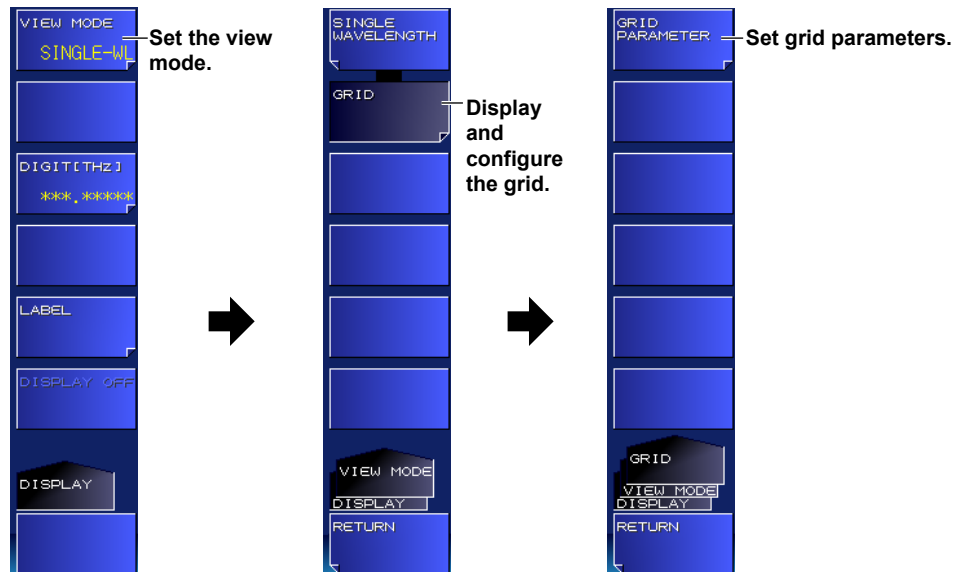 VIEW MODE
SINGLE-WL
Set the view
mode.
DIGIT[THz]
***.*****
LABEL
DISPLAY OFF
DISPLAY
SINGLE
WAVELENGTH
GRID
Display
and
configure
the grid.
VIEW MODE
DISPLAY
RETURN
GRID
PARAMETER
Set grid parameters.
GRID
VIEW MODE
DISPLAY
RETURN